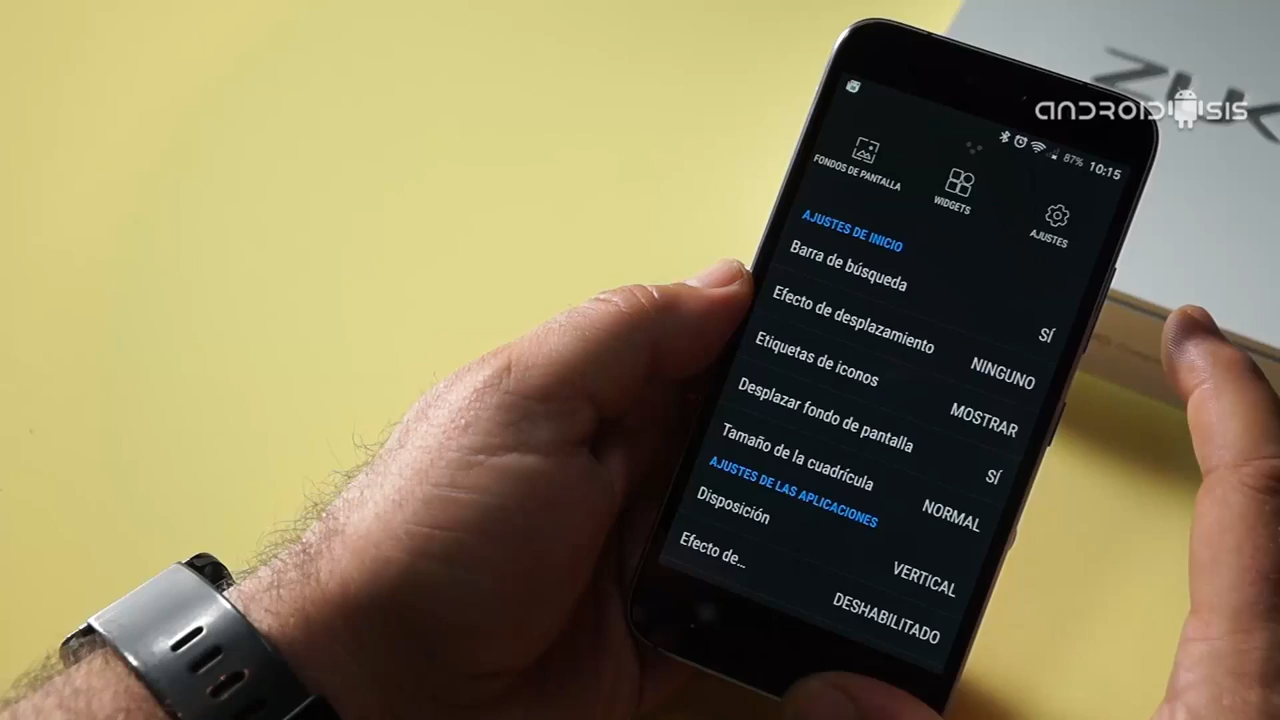 ZUK
ANDROIDSIS
87% 10:15
FONDOS DE PANTALLA
WIDGETS
AJUSTES
AJUSTES DE INICIO
Barra de búsqueda
SÍ
Efecto de desplazamiento
NINGUNO
Etiquetas de iconos
MOSTRAR
Desplazar fondo de pantalla
SÍ
Tamaño de la cuadrícula
NORMAL
AJUSTES DE LAS APLICACIONES
Disposición
VERTICAL
Efecto de...
DESHABILITADO